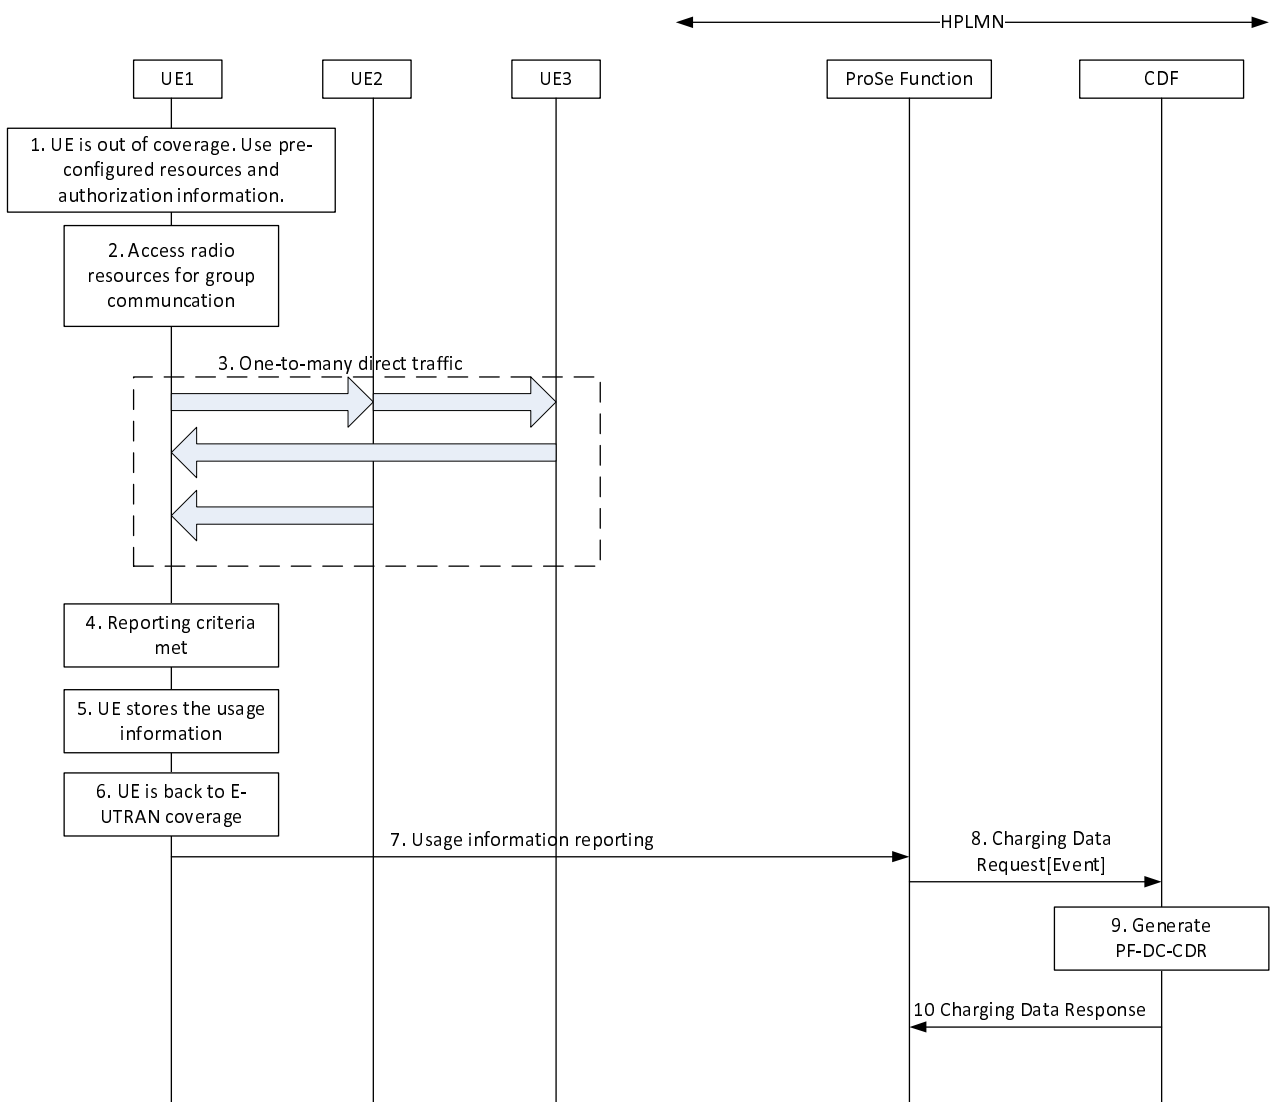 HPLMN
UE1
UE2
UE3
ProSe Function
CDF
1. UE is out of coverage. Use pre-
configured resources and
authorization information.
2. Access radio
resources for group
communcation
3. One-to-many direct traffic
4. Reporting criteria
met
5. UE stores the usage
information
6. UE is back to E-
UTRAN coverage
7. Usage information reporting
8. Charging Data
Request[Event]
9. Generate
PF-DC-CDR
10 Charging Data Response